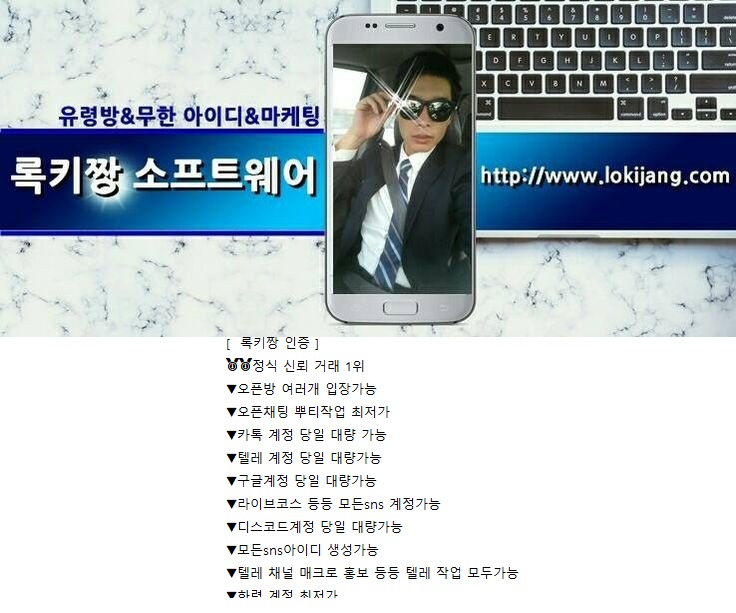 유령방&무한 아이디&마케팅
록키짱 소프트웨어
http://www.lokijang.com
[ 록키짱 인증 ]
정식 신뢰 거래 1위
▼오픈방 여러개 입장가능
▼오픈채팅 뿌티작업 최저가
▼카톡 계정 당일 대량 가능
▼텔레 계정 당일 대량가능
▼구글계정 당일 대량가능
▼라이브코스 등등 모든sns 계정가능
▼디스코드계정 당일 대량가능
▼모든sns아이디 생성가능
▼텔레 채널 매크로 홍보 등등 텔레 작업 모두가능
▼화력 계정 최저가